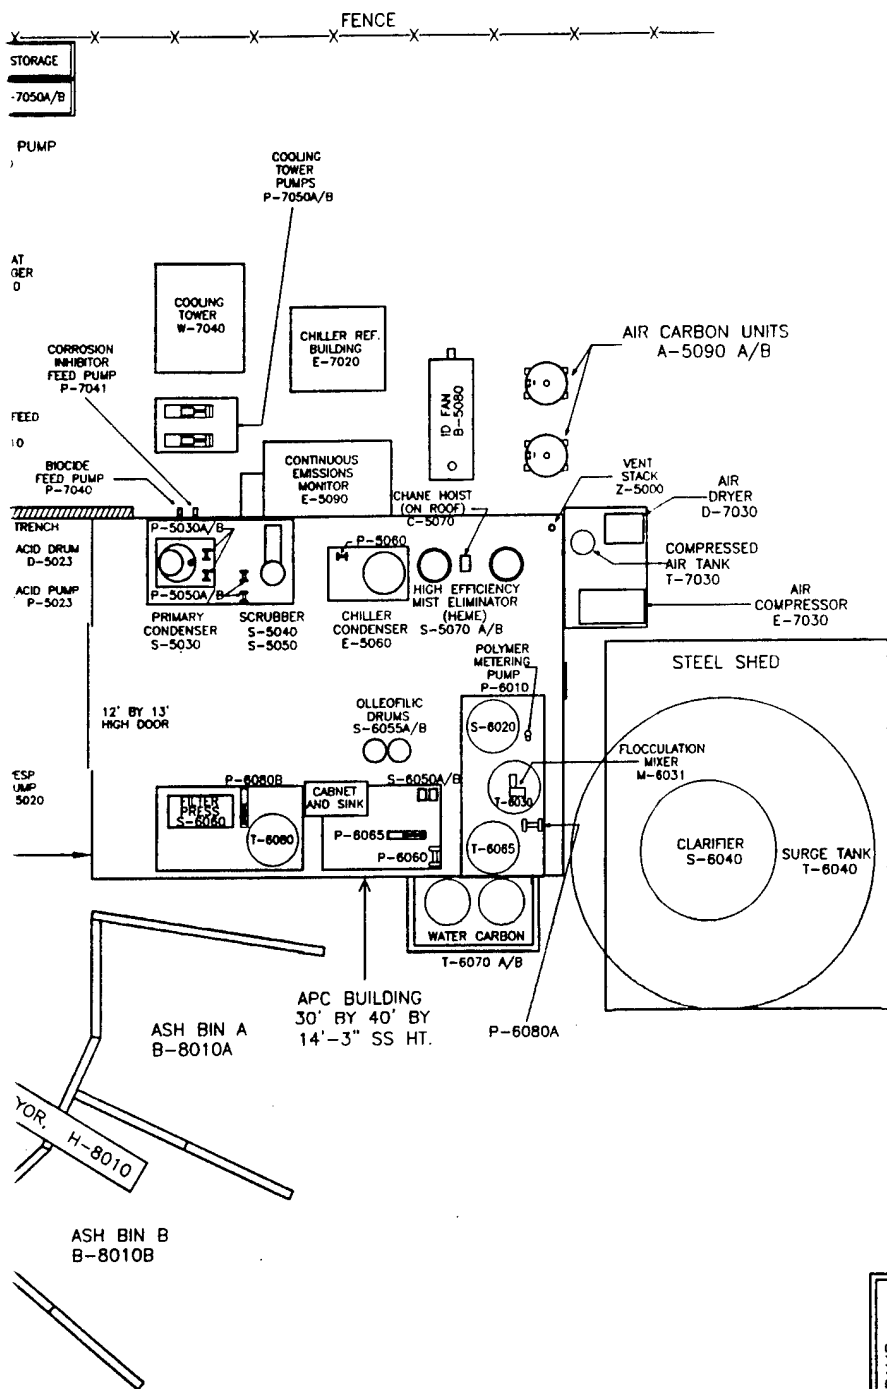 FENCE
STORAGE
-7050A/B
PUMP
COOLING
TOWER
PUMPS
P-7050A/B
AT
GER
0
COOLING
TOWER
W-7040
CHILLER REF.
BUILDING
E-7020
AIR CARBON UNITS
A-5090 A/B
CORROSION
INHIBITOR
FEED PUMP
P-7041
ID FAN
B-5080
FEED
10
BIOCIDE
FEED PUMP
P-7040
CONTINUOUS
EMISSIONS
MONITOR
E-5090
CHANE HOIST
(ON ROOF)
C-5070
VENT
STACK
Z-5000
AIR
DRYER
D-7030
TRENCH
ACID DRUM
D-5023
ACID PUMP
P-5023
P-5030A/B
P-5050A/B
P-5060
COMPRESSED
AIR TANK
T-7030
AIR
COMPRESSOR
E-7030
PRIMARY
CONDENSER
S-5030
SCRUBBER
S-5040
S-5050
CHILLER
CONDENSER
E-5060
HIGH EFFICIENCY
MIST ELIMINATOR
(HEME)
S-5070 A/B
POLYMER
METERING
PUMP
P-6010
STEEL SHED
12' BY 13'
HIGH DOOR
OLLEOFILIC
DRUMS
S-6055A/B
S-6020
FLOCCULATION
MIXER
M-6031
ESP
UMP
5020
P-6080B
CABNET
AND SINK
S-6050A/B
T-6030
FILTER
PRESS
S-6060
T-6080
P-6065
P-6060
T-6065
CLARIFIER
S-6040
SURGE TANK
T-6040
WATER CARBON
T-6070 A/B
APC BUILDING
30' BY 40' BY
14'-3" SS HT.
P-6080A
ASH BIN A
B-8010A
YOR, H-8010
ASH BIN B
B-8010B